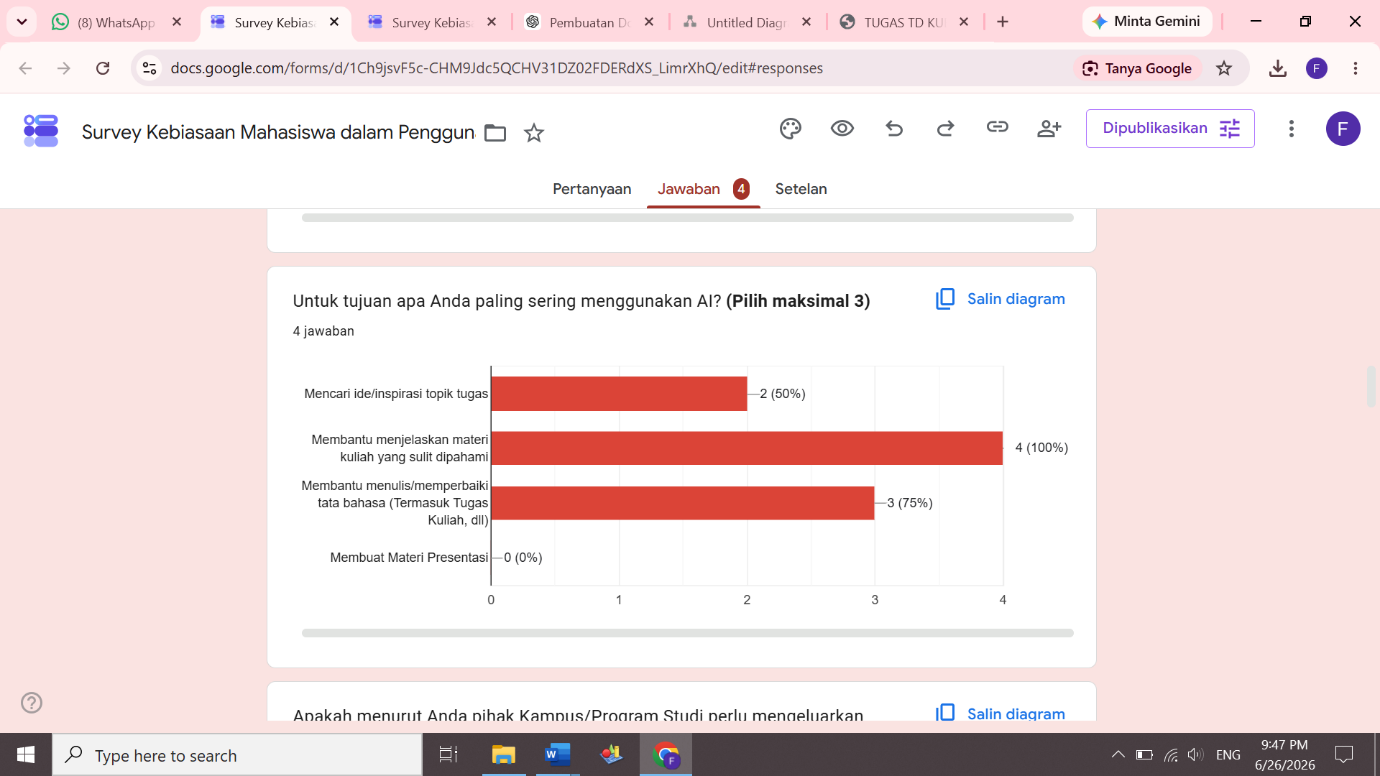 (8) WhatsApp
Survey Kebias
Survey Kebias
Pembuatan D
Untitled Diagr
TUGAS TD KU
Minta Gemini
docs.google.com/forms/d/1Ch9jsvF5c-CHM9Jdc5QCHV31DZ02FDERdXS_LimrXhQ/edit#responses
Tanya Google
F
Survey Kebiasaan Mahasiswa dalam Penggun
Dipublikasikan
F
Pertanyaan
Jawaban 4
Setelan
Untuk tujuan apa Anda paling sering menggunakan AI? (Pilih maksimal 3)
Salin diagram
4 jawaban
Mencari ide/inspirasi topik tugas
2 (50%)
Membantu menjelaskan materi
kuliah yang sulit dipahami
4 (100%)
Membantu menulis/memperbaiki
tata bahasa (Termasuk Tugas
Kuliah, dll)
3 (75%)
Membuat Materi Presentasi
0 (0%)
0 1 2 3 4
Apakah menurut Anda pihak Kampus/Program Studi perlu mengeluarkan
Salin diagram
Type here to search
W
F
ENG
9:47 PM
6/26/2026